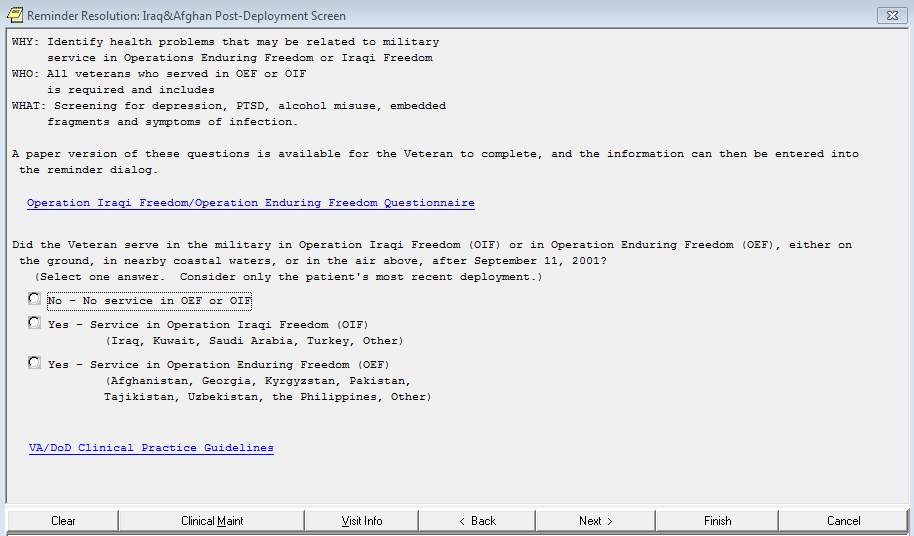 Reminder Resolution: Iraq&Afghan Post-Deployment Screen
WHY: Identify health problems that may be related to military
service in Operations Enduring Freedom or Iraqi Freedom
WHO: All veterans who served in OEF or OIF
is required and includes
WHAT: Screening for depression, PTSD, alcohol misuse, embedded
fragments and symptoms of infection.
A paper version of these questions is available for the Veteran to complete, and the information can then be entered into
the reminder dialog.
Operation Iraqi Freedom/Operation Enduring Freedom Questionnaire
Did the Veteran serve in the military in Operation Iraqi Freedom (OIF) or in Operation Enduring Freedom (OEF), either on
the ground, in nearby coastal waters, or in the air above, after September 11, 2001?
(Select one answer.  Consider only the patient's most recent deployment.)
No - No service in OEF or OIF
Yes - Service in Operation Iraqi Freedom (OIF)
(Iraq, Kuwait, Saudi Arabia, Turkey, Other)
Yes - Service in Operation Enduring Freedom (OEF)
(Afghanistan, Georgia, Kyrgyzstan, Pakistan,
Tajikistan, Uzbekistan, the Philippines, Other)
VA/DoD Clinical Practice Guidelines
Clear Clinical Maint Visit Info < Back Next > Finish Cancel